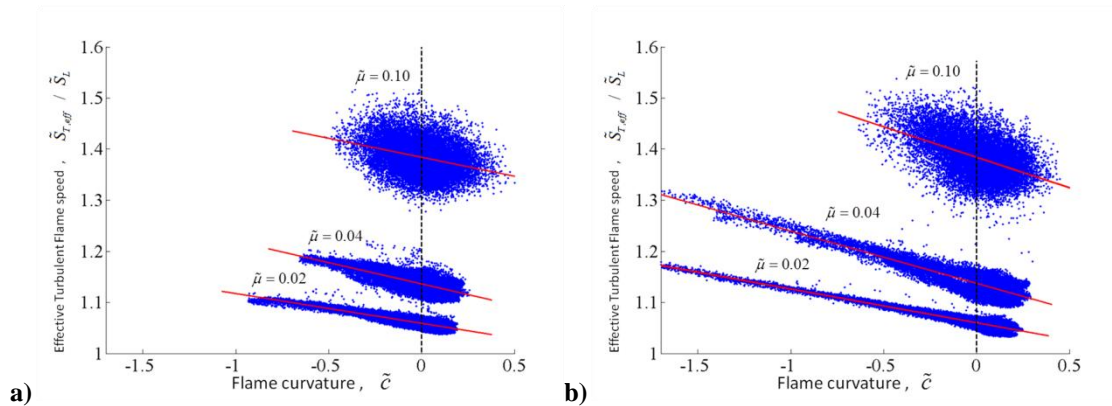 1.6
1.5
1.4
1.3
1.2
1.1
1
-1.5
-1
-0.5
0
0.5
Effective Turbulent Flame speed , S̃_{T,eff} / S̃_L
μ̃ = 0.10
μ̃ = 0.04
μ̃ = 0.02
Flame curvature , c̃
a)
1.6
1.5
1.4
1.3
1.2
1.1
1
-1.5
-1
-0.5
0
0.5
Effective Turbulent Flame speed , S̃_{T,eff} / S̃_L
μ̃ = 0.10
μ̃ = 0.04
μ̃ = 0.02
Flame curvature , c̃
b)